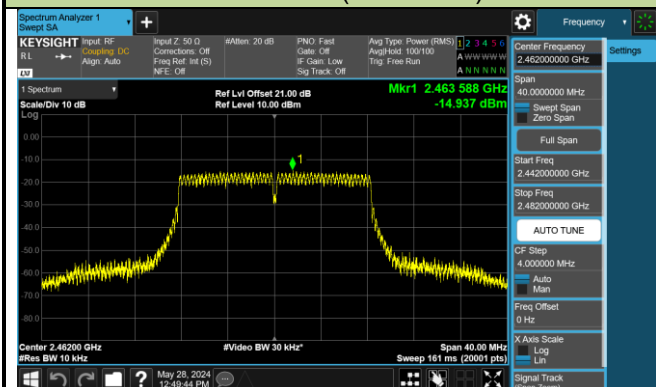 Spectrum Analyzer 1
Swept SA
Frequency
KEYSIGHT
RL
LXI
Input: RF
Coupling: DC
Align: Auto
Input Z: 50 Ω
Corrections: Off
Freq Ref: Int (S)
NFE: Off
#Atten: 20 dB
PNO: Fast
Gate: Off
IF Gain: Low
Sig Track: Off
Avg Type: Power (RMS)
Avg|Hold: 100/100
Trig: Free Run
1 2 3 4 5 6
A W W W W W
A N N N N N
Center Frequency
2.462000000 GHz
Settings
Span
40.0000000 MHz
Swept Span
Zero Span
Full Span
Start Freq
2.442000000 GHz
Stop Freq
2.482000000 GHz
AUTO TUNE
CF Step
4.000000 MHz
Auto
Man
Freq Offset
0 Hz
X Axis Scale
Log
Lin
Signal Track
1 Spectrum
Scale/Div 10 dB
Log
Ref Lvl Offset 21.00 dB
Ref Level 10.00 dBm
Mkr1 2.463 588 GHz
-14.937 dBm
1
0.00
-10.0
-20.0
-30.0
-40.0
-50.0
-60.0
-70.0
-80.0
Center 2.46200 GHz
#Res BW 10 kHz
#Video BW 30 kHz*
Span 40.00 MHz
Sweep 161 ms (20001 pts)
May 28, 2024
12:49:44 PM